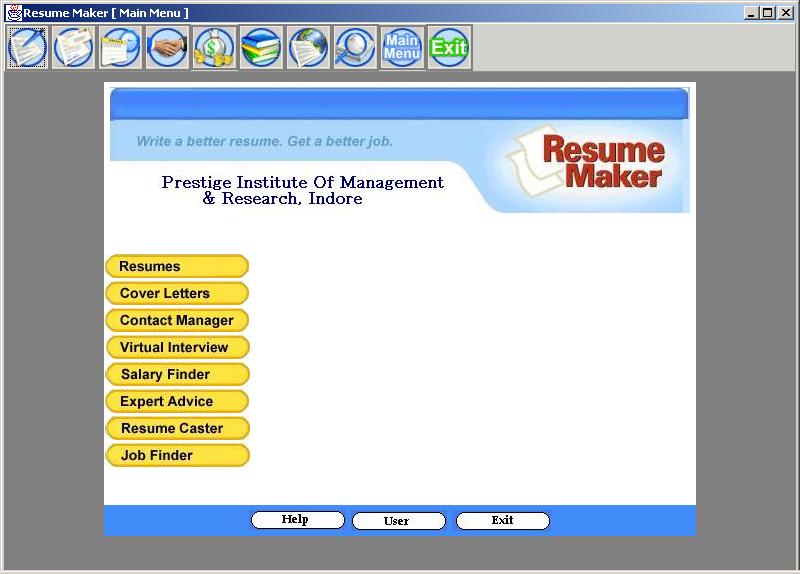 Resume Maker [ Main Menu ]
Main
Menu
Exit
Write a better resume. Get a better job.
Resume
Maker
Prestige Institute Of Management
& Research, Indore
Resumes
Cover Letters
Contact Manager
Virtual Interview
Salary Finder
Expert Advice
Resume Caster
Job Finder
Help
User
Exit